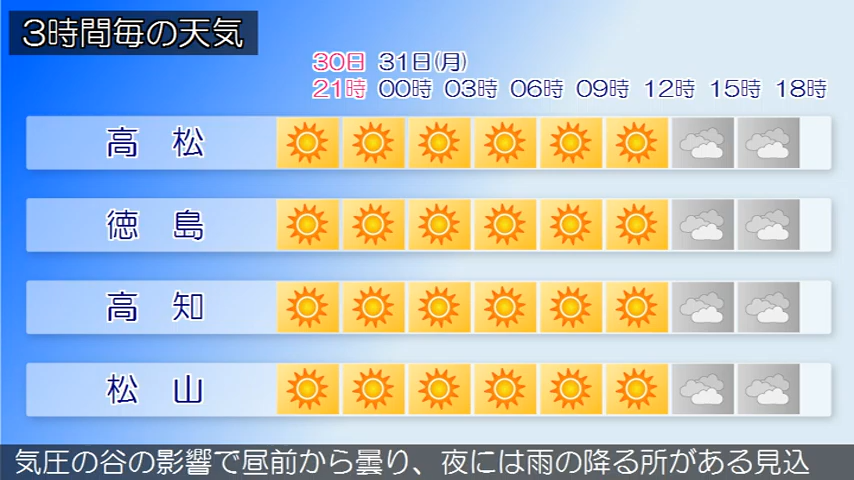 3時間毎の天気
30日 31日(月)
21時 00時 03時 06時 09時 12時 15時 18時
高松
徳島
高知
松山
気圧の谷の影響で昼前から曇り、夜には雨の降る所がある見込